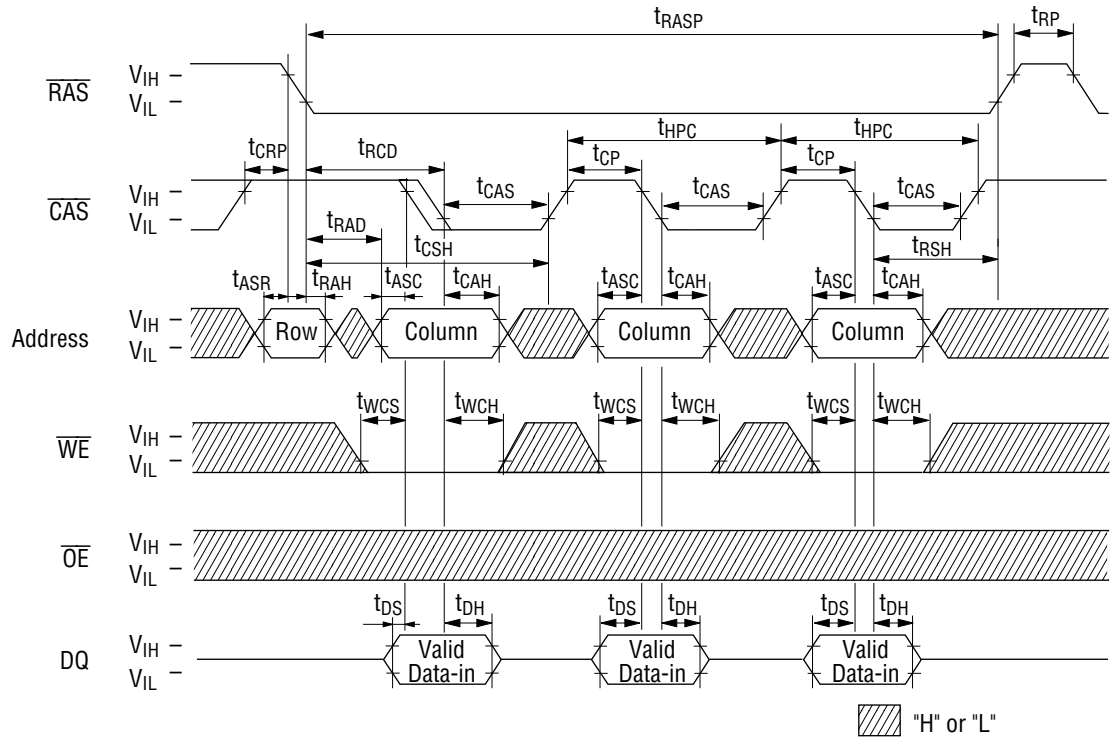 tRASP tRP
RAS VIH VIL
tHPC tHPC
tCRP tRCD tCP tCP
CAS VIH VIL
tCAS tCAS tCAS
tRAD tCSH tRSH
tASR tRAH tASC tCAH tASC tCAH tASC tCAH
Address VIH VIL Row Column Column Column
tWCS tWCH tWCS tWCH tWCS tWCH
WE VIH VIL
OE VIH VIL
tDS tDH tDS tDH tDS tDH
DQ VIH VIL
Valid Data-in
Valid Data-in
Valid Data-in
"H" or "L"